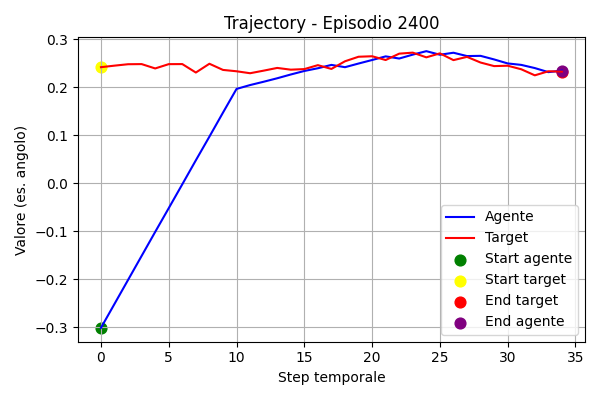 Trajectory - Episodio 2400
Valore (es. angolo)
0.3
0.2
0.1
0.0
−0.1
−0.2
−0.3
Agente
Target
Start agente
Start target
End target
End agente
0 5 10 15 20 25 30 35
Step temporale